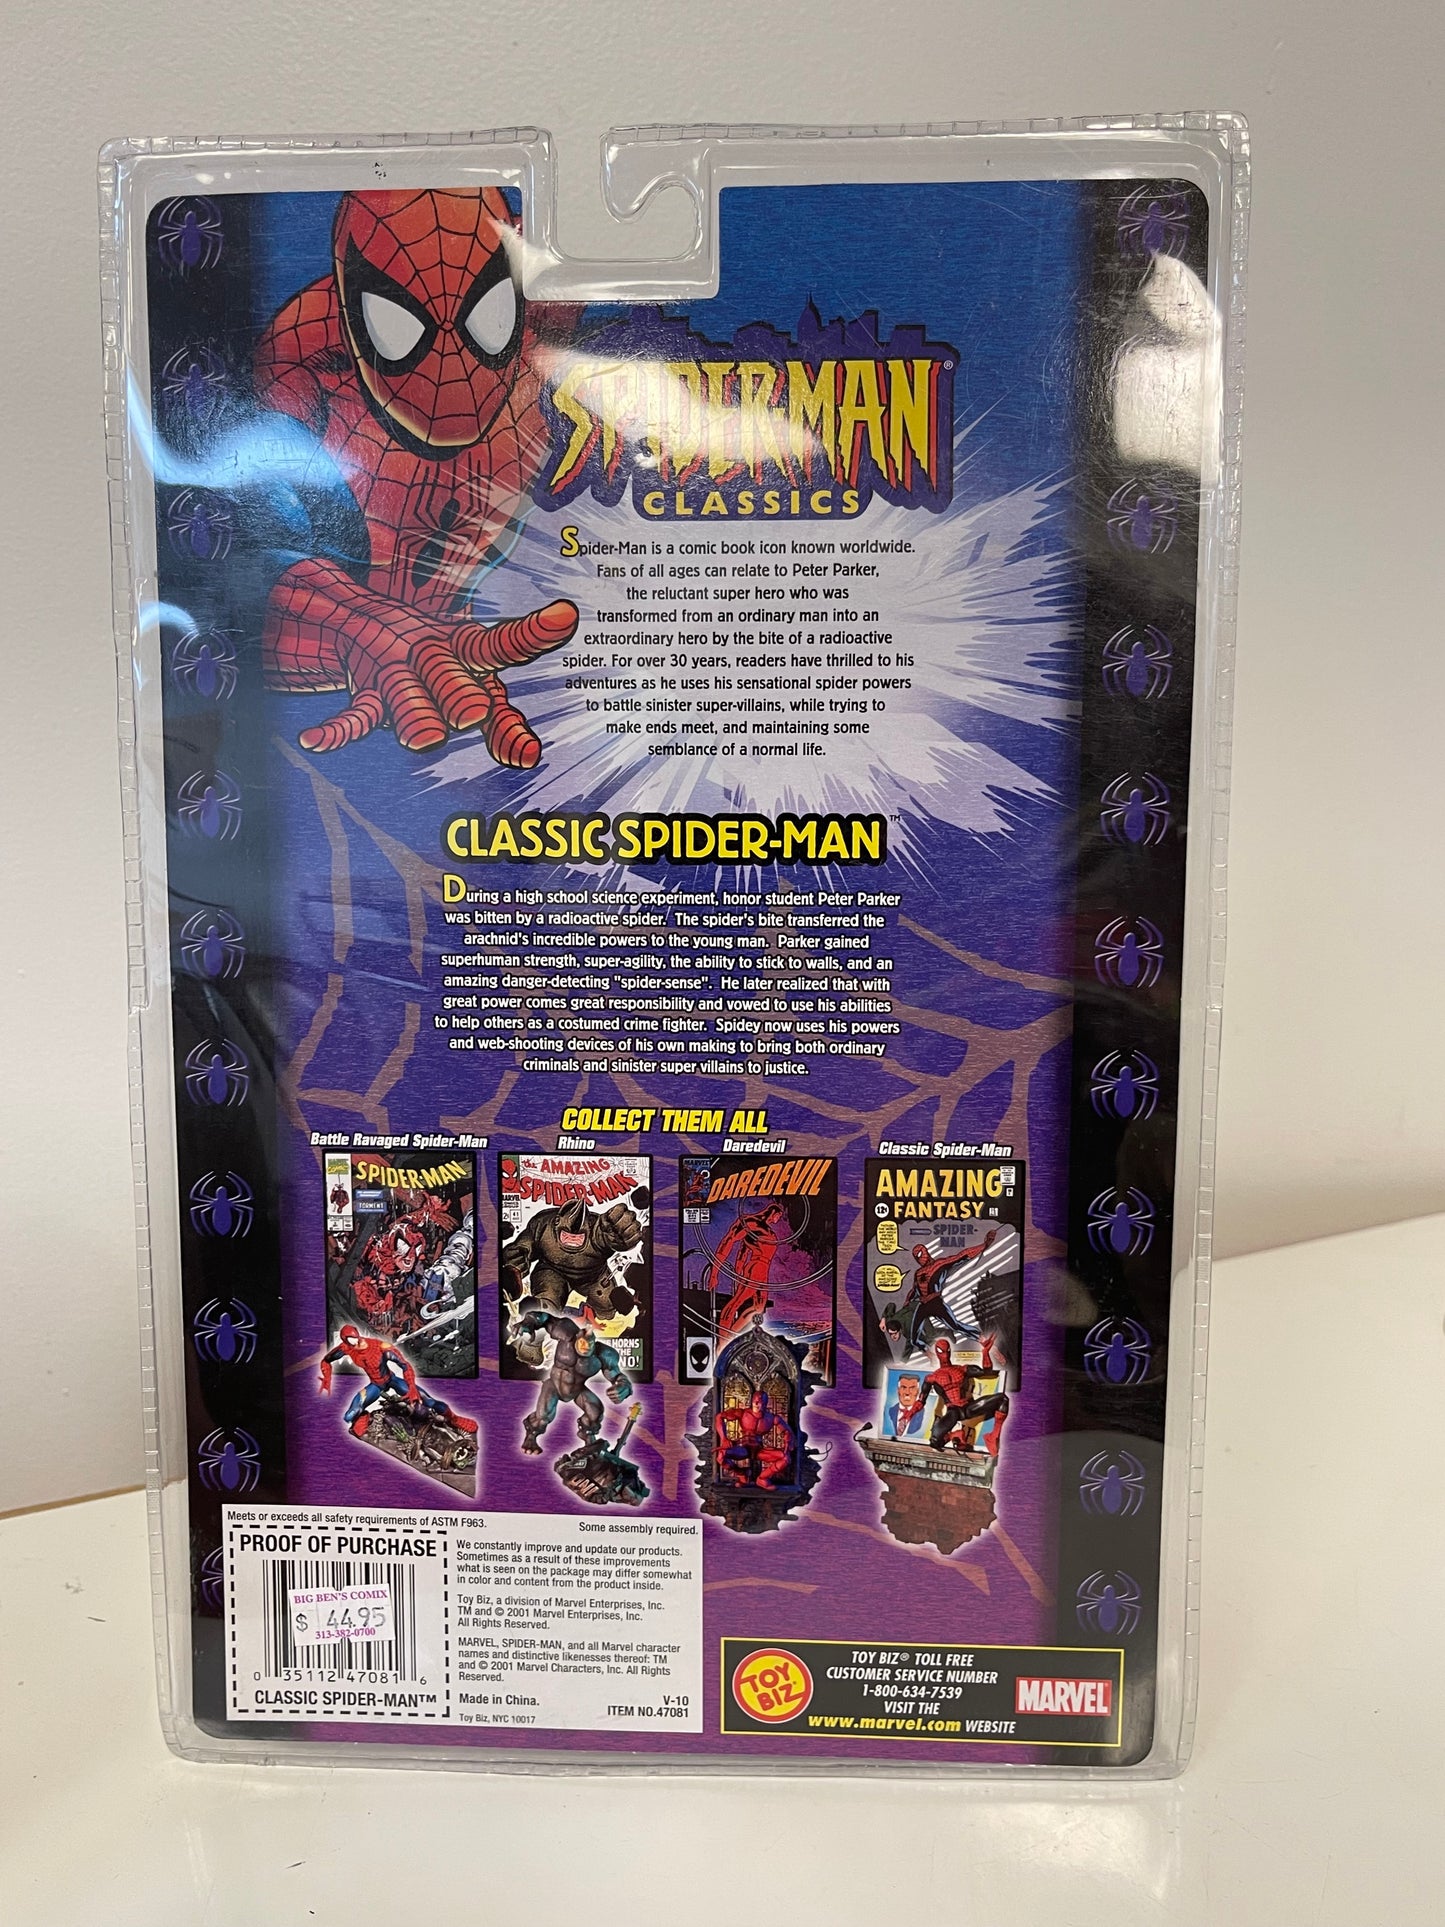 SPIDER-MAN®
CLASSICS
Spider-Man is a comic book icon known worldwide.
Fans of all ages can relate to Peter Parker,
the reluctant super hero who was
transformed from an ordinary man into an
extraordinary hero by the bite of a radioactive
spider. For over 30 years, readers have thrilled to his
adventures as he uses his sensational spider powers
to battle sinister super-villains, while trying to
make ends meet, and maintaining some
semblance of a normal life.
CLASSIC SPIDER-MAN™
During a high school science experiment, honor student Peter Parker
was bitten by a radioactive spider. The spider's bite transferred the
arachnid's incredible powers to the young man. Parker gained
superhuman strength, super-agility, the ability to stick to walls, and an
amazing danger-detecting "spider-sense". He later realized that with
great power comes great responsibility and vowed to use his abilities
to help others as a costumed crime fighter. Spidey now uses his powers
and web-shooting devices of his own making to bring both ordinary
criminals and sinister super villains to justice.
COLLECT THEM ALL
Battle Ravaged Spider-Man
Rhino
Daredevil
Classic Spider-Man
SPIDER-MAN
TORMENT
the AMAZING
SPIDER-MAN
41
HORNS
THE
NO!
DAREDEVIL
AMAZING
FANTASY
12¢
SPIDER-
MAN
Meets or exceeds all safety requirements of ASTM F963.
Some assembly required.
PROOF OF PURCHASE
BIG BEN'S COMIX
$ 44.95
313-382-0700
0 35112 47081 6
CLASSIC SPIDER-MAN™
We constantly improve and update our products.
Sometimes as a result of these improvements
what is seen on the package may differ somewhat
in color and content from the product inside.
Toy Biz, a division of Marvel Enterprises, Inc.
TM and © 2001 Marvel Enterprises, Inc.
All Rights Reserved.
MARVEL, SPIDER-MAN, and all Marvel character
names and distinctive likenesses thereof: TM
and © 2001 Marvel Characters, Inc. All Rights
Reserved.
Made in China.
V-10
ITEM NO.47081
Toy Biz, NYC 10017
TOY
BIZ
TOY BIZ® TOLL FREE
CUSTOMER SERVICE NUMBER
1-800-634-7539
VISIT THE
www.marvel.com WEBSITE
MARVEL